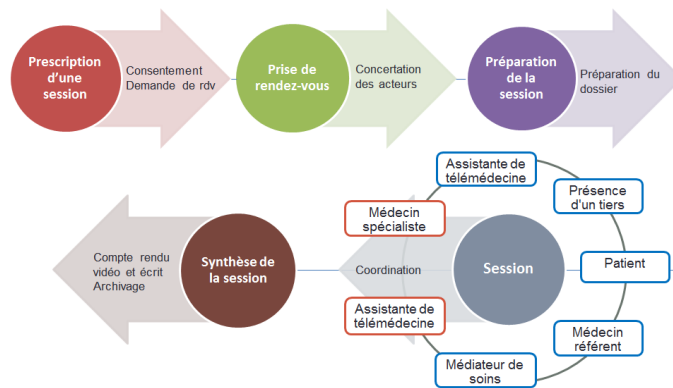 Prescription
d'une
session
Consentement
Demande de rdv
Prise de
rendez-vous
Concertation
des acteurs
Préparation
de la
session
Préparation du
dossier
Assistante de
télémédecine
Présence
d'un tiers
Médecin
spécialiste
Compte rendu
vidéo et écrit
Archivage
Synthèse de
la session
Coordination
Session
Patient
Assistante de
télémédecine
Médecin
référent
Médiateur de
soins